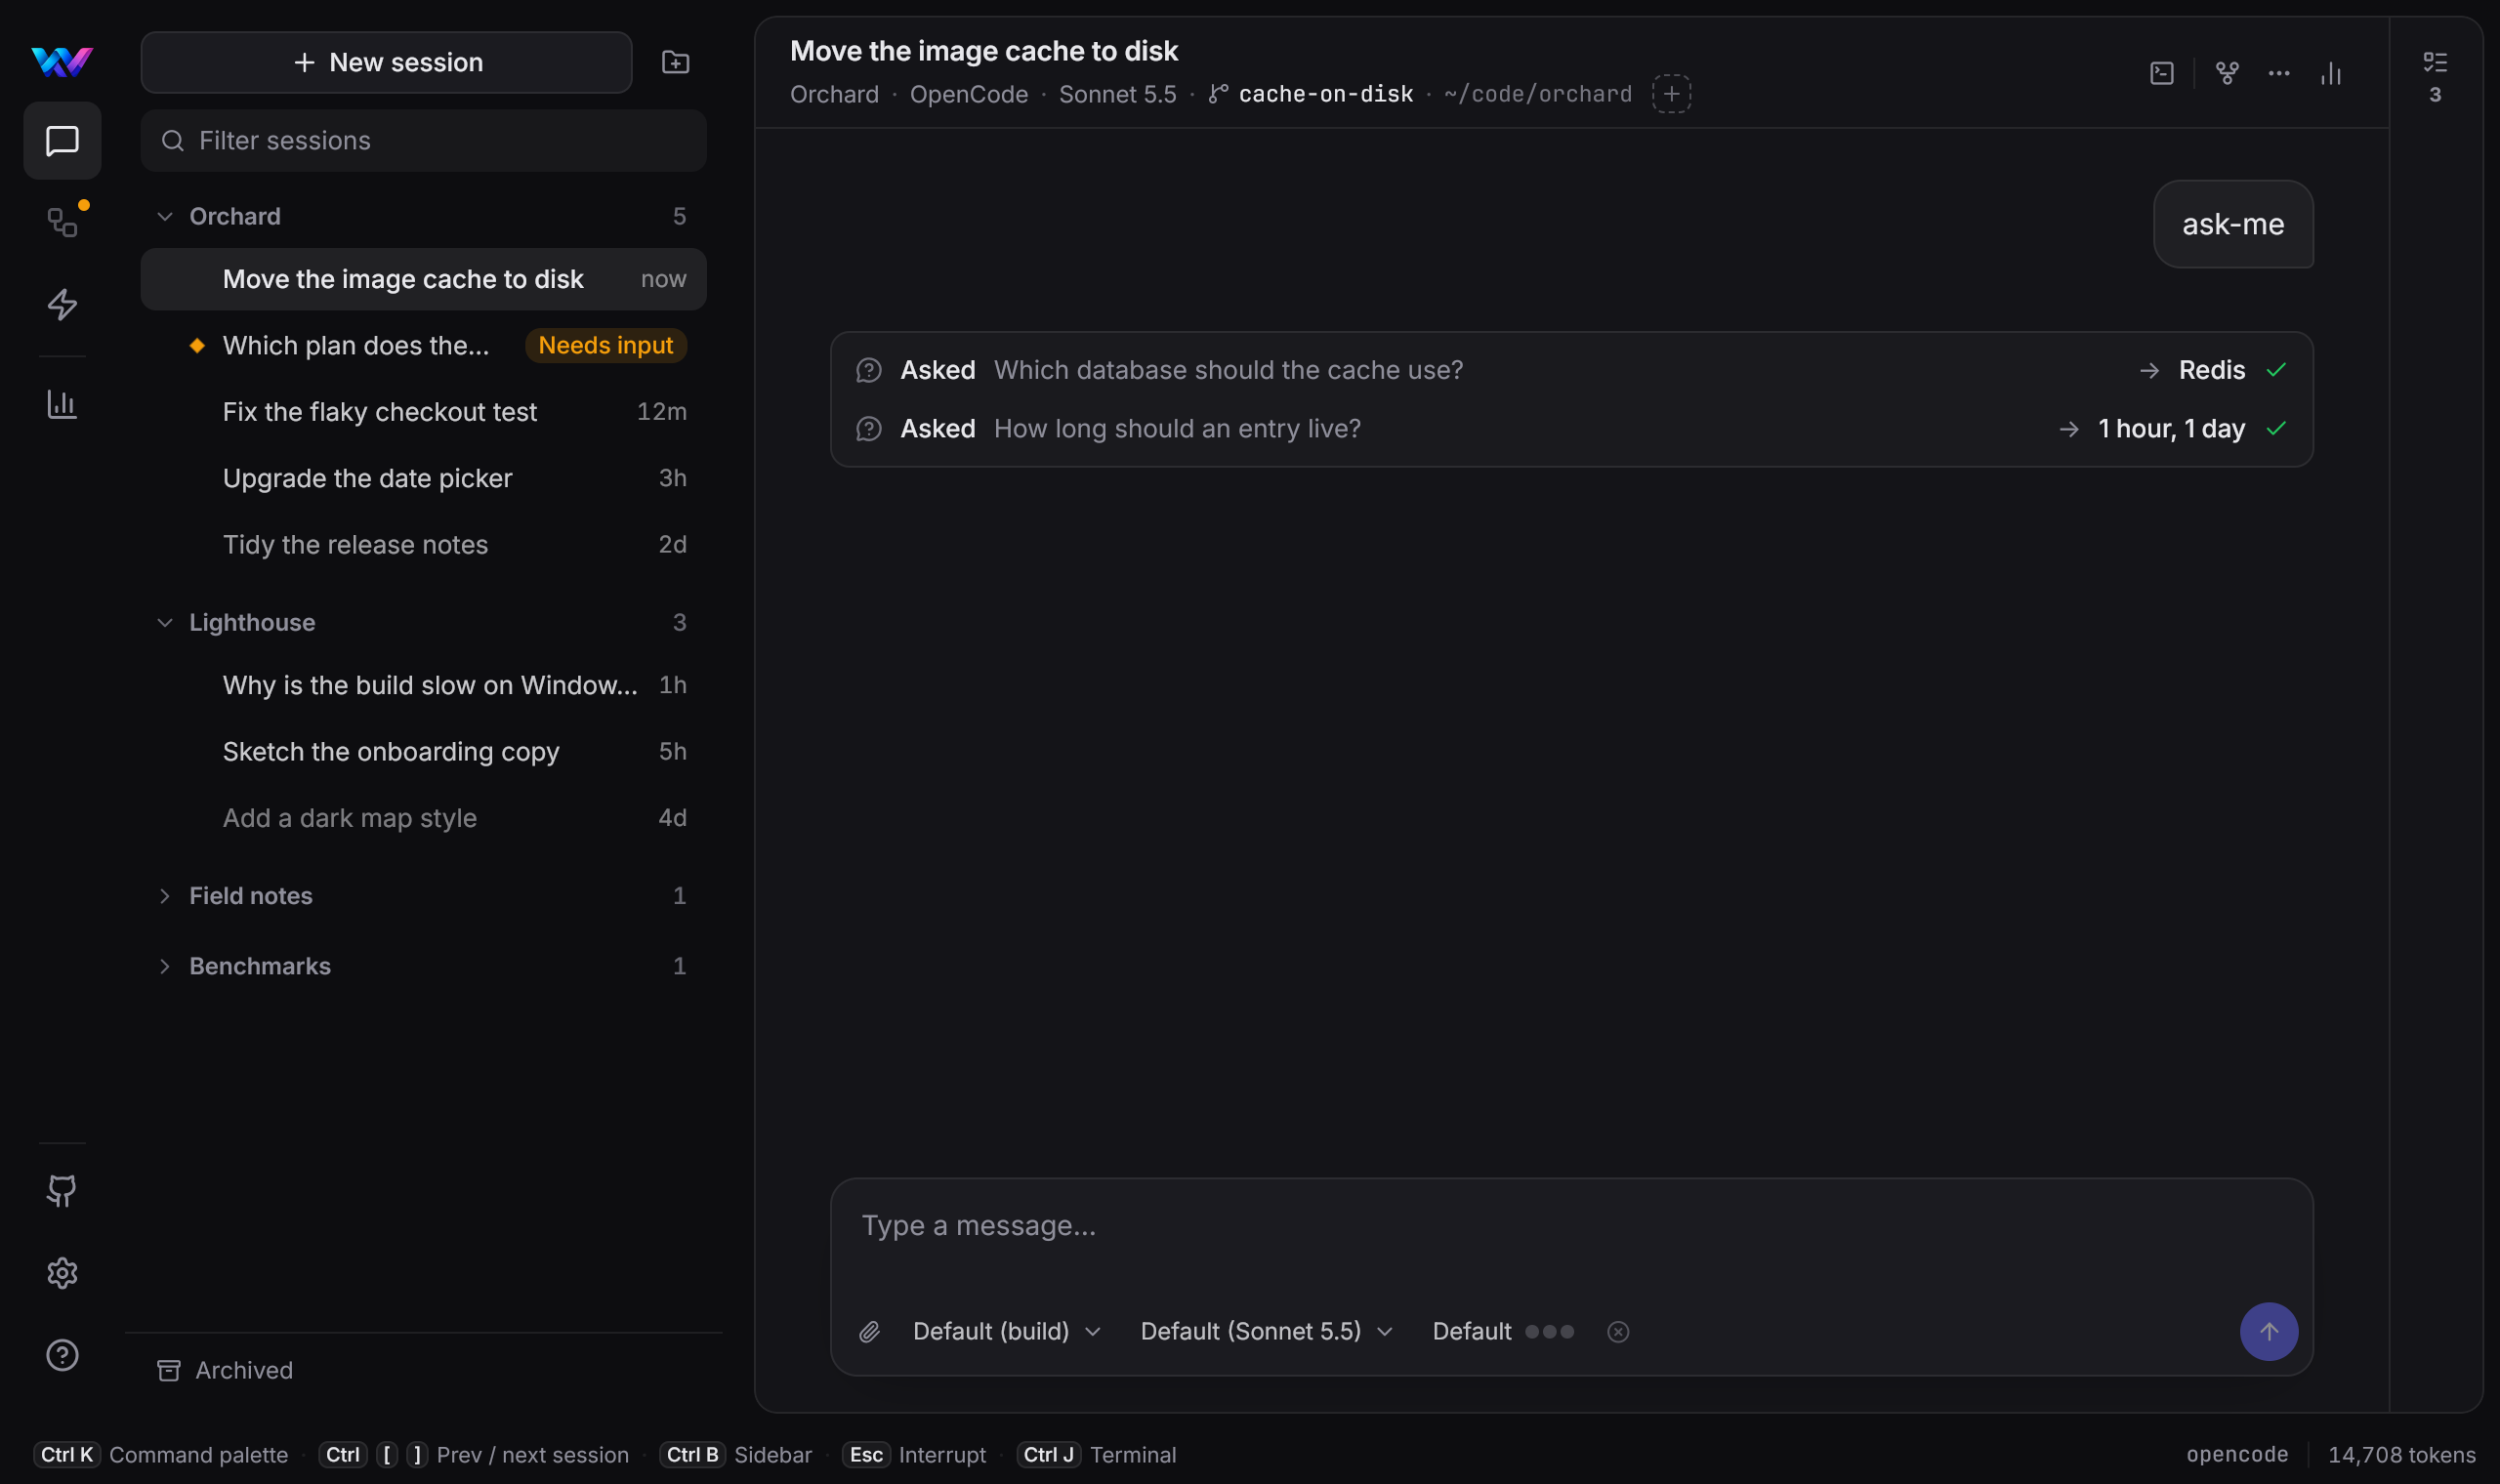 New session
Filter sessions
Orchard 5
Move the image cache to disk now
Which plan does the... Needs input
Fix the flaky checkout test 12m
Upgrade the date picker 3h
Tidy the release notes 2d
Lighthouse 3
Why is the build slow on Window... 1h
Sketch the onboarding copy 5h
Add a dark map style 4d
Field notes 1
Benchmarks 1
Archived
Move the image cache to disk
Orchard · OpenCode · Sonnet 5.5 · cache-on-disk · ~/code/orchard
3
ask-me
Asked Which database should the cache use? → Redis
Asked How long should an entry live? → 1 hour, 1 day
Type a message...
Default (build) Default (Sonnet 5.5) Default
Ctrl K Command palette · Ctrl [ ] Prev / next session · Ctrl B Sidebar · Esc Interrupt · Ctrl J Terminal
opencode 14,708 tokens